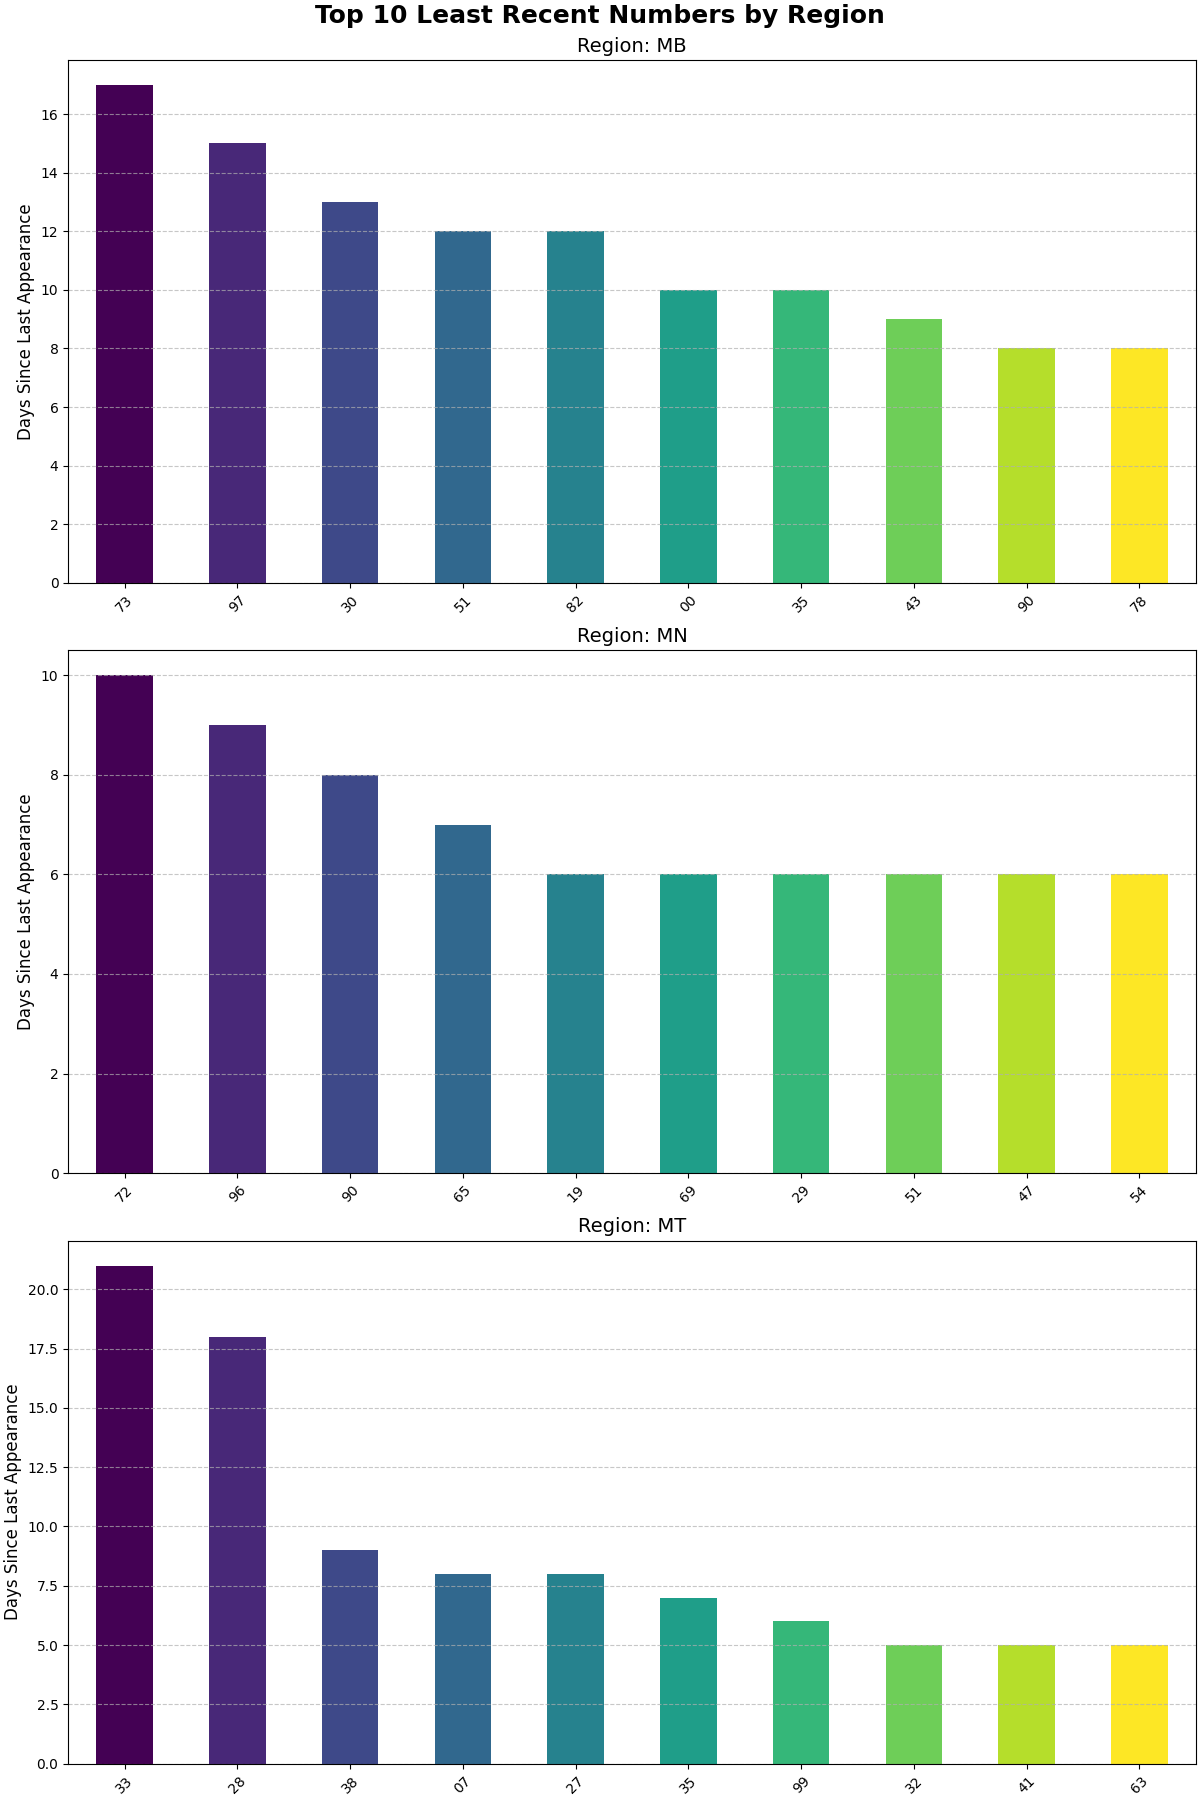 Top 10 Least Recent Numbers by Region
Region: MB
Days Since Last Appearance
16
14
12
10
8
6
4
2
0
73 97 30 51 82 00 35 43 90 78
Region: MN
Days Since Last Appearance
10
8
6
4
2
0
72 96 90 65 19 69 29 51 47 54
Region: MT
Days Since Last Appearance
20.0
17.5
15.0
12.5
10.0
7.5
5.0
2.5
0.0
33 28 38 07 27 35 99 32 41 63